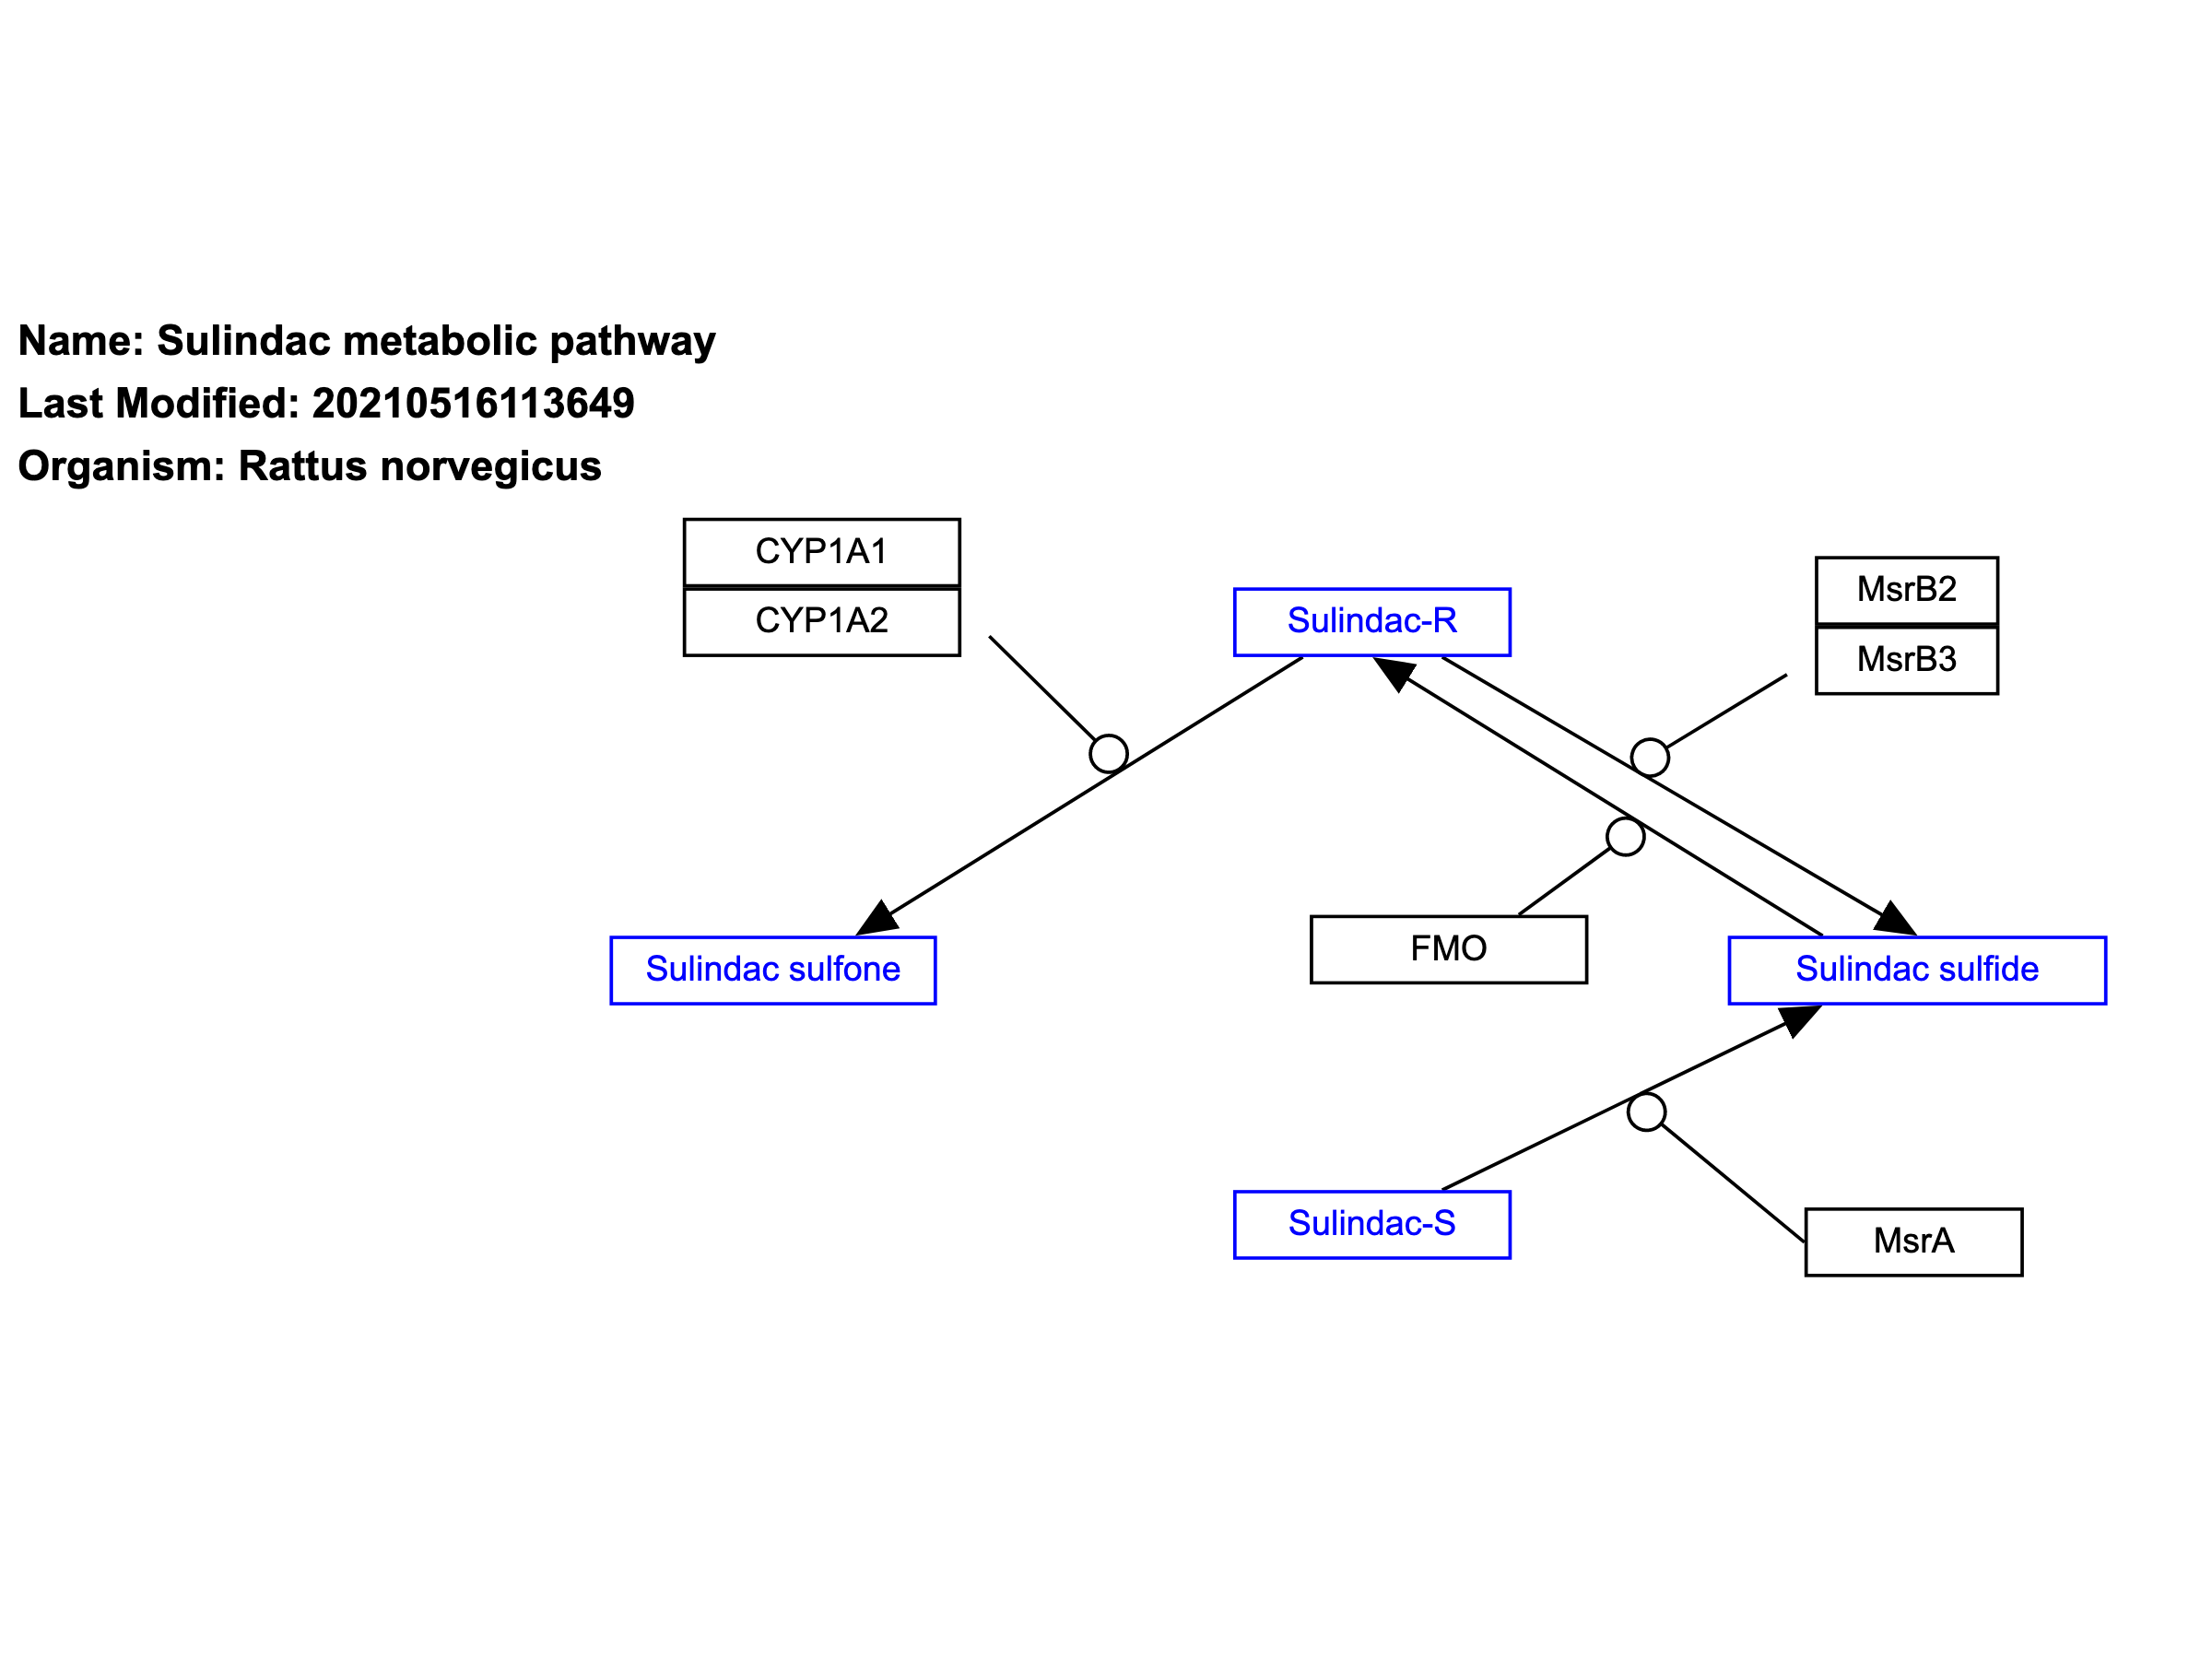 Name: Sulindac metabolic pathway
Last Modified: 20210516113649
Organism: Rattus norvegicus
CYP1A1
CYP1A2
Sulindac-R
MsrB2
MsrB3
Sulindac sulfone
FMO
Sulindac sulfide
Sulindac-S
MsrA